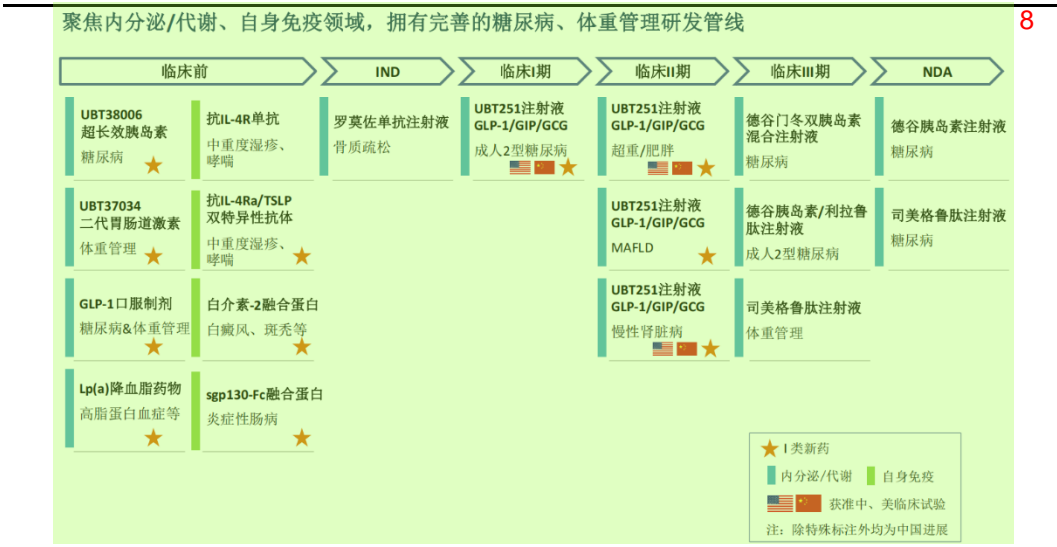 聚焦内分泌/代谢、自身免疫领域，拥有完善的糖尿病、体重管理研发管线
8
临床前
IND
临床I期
临床II期
临床III期
NDA
UBT38006
超长效胰岛素
糖尿病
UBT37034
二代胃肠道激素
体重管理
GLP-1口服制剂
糖尿病&体重管理
Lp(a)降血脂药物
高脂蛋白血症等
抗IL-4R单抗
中重度湿疹、
哮喘
抗IL-4Ra/TSLP
双特异性抗体
中重度湿疹、
哮喘
白介素-2融合蛋白
白癜风、斑秃等
sgp130-Fc融合蛋白
炎症性肠病
罗莫佐单抗注射液
骨质疏松
UBT251注射液
GLP-1/GIP/GCG
成人2型糖尿病
UBT251注射液
GLP-1/GIP/GCG
超重/肥胖
UBT251注射液
GLP-1/GIP/GCG
MAFLD
UBT251注射液
GLP-1/GIP/GCG
慢性肾脏病
德谷门冬双胰岛素
混合注射液
糖尿病
德谷胰岛素/利拉鲁
肽注射液
成人2型糖尿病
司美格鲁肽注射液
体重管理
德谷胰岛素注射液
糖尿病
司美格鲁肽注射液
糖尿病
I 类新药
内分泌/代谢
自身免疫
获准中、美临床试验
注：除特殊标注外均为中国进展